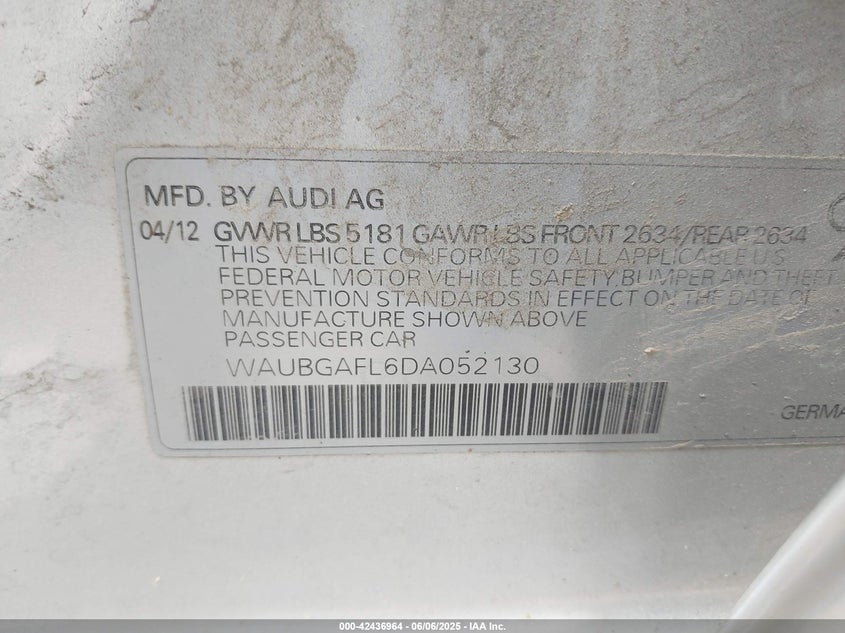 MFD. BY AUDI AG
04/12 GVWR LBS 5181 GAWR LBS FRONT 2634/REAR 2634
THIS VEHICLE CONFORMS TO ALL APPLICABLE U.S.
FEDERAL MOTOR VEHICLE SAFETY,BUMPER AND THEFT
PREVENTION STANDARDS IN EFFECT ON THE DATE OF
MANUFACTURE SHOWN ABOVE
PASSENGER CAR
WAUBGAFL6DA052130
GERMA
000-42436964 - 06/06/2025 - IAA Inc.